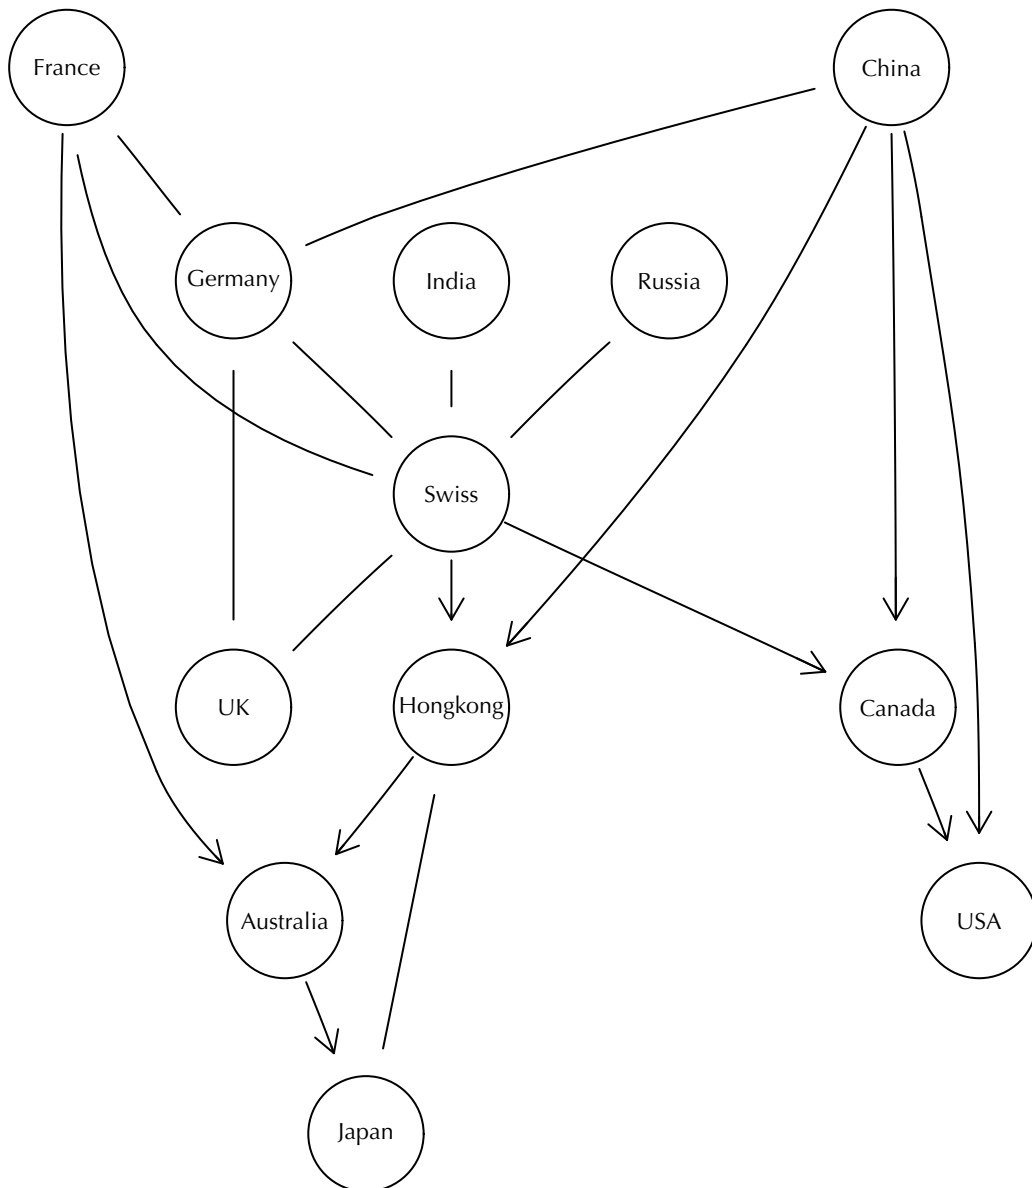 France
China
Germany
India
Russia
Swiss
UK
Hongkong
Canada
Australia
USA
Japan